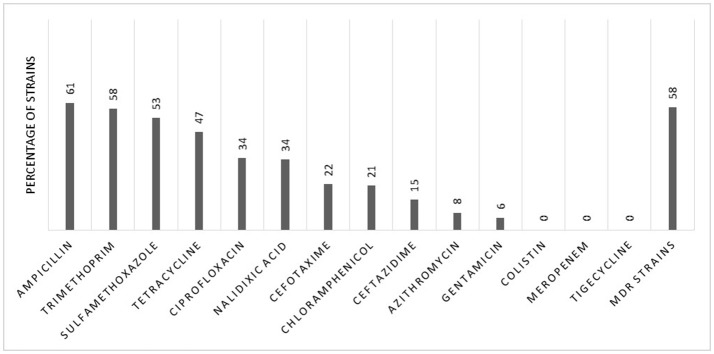 PERCENTAGE OF STRAINS
61
58
53
47
34
34
22
21
15
8
6
0
0
0
58
AMPICILLIN
TRIMETHOPRIM
SULFAMETHOXAZOLE
TETRACYCLINE
CIPROFLOXACIN
NALIDIXIC ACID
CEFOTAXIME
CHLORAMPHENICOL
CEFTAZIDIME
AZITHROMYCIN
GENTAMICIN
COLISTIN
MEROPENEM
TIGECYCLINE
MDR STRAINS